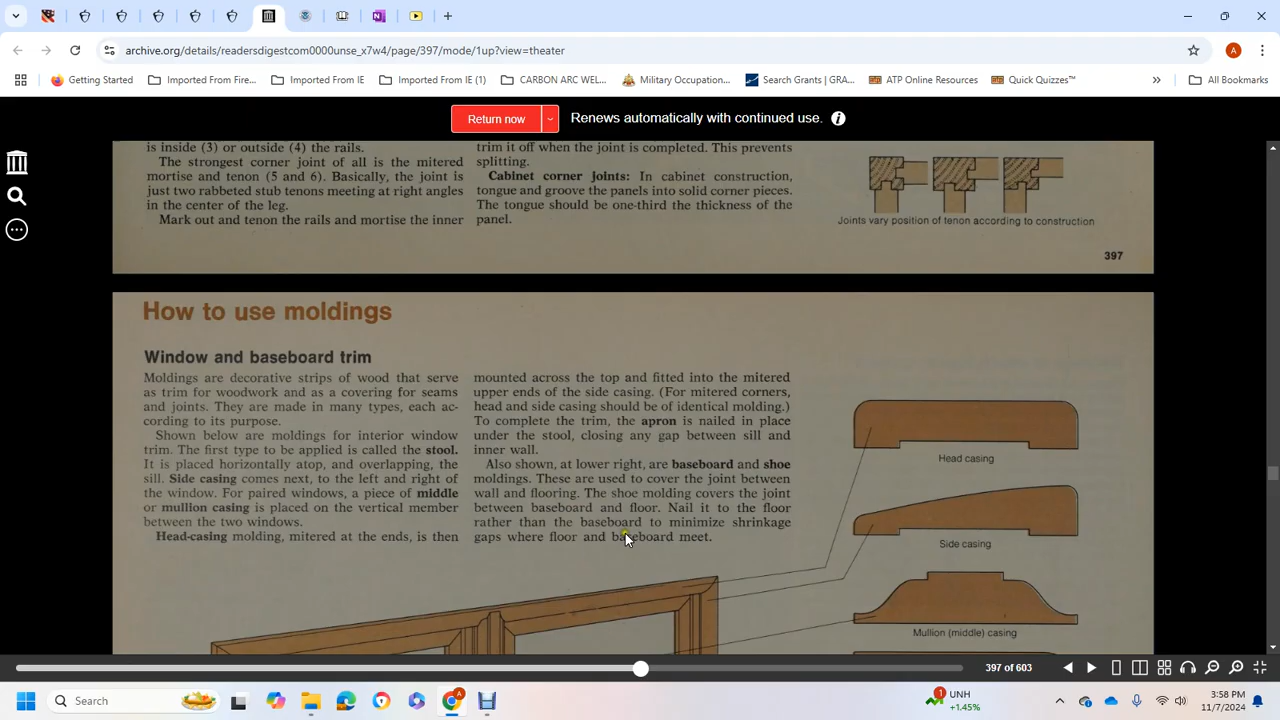 archive.org/details/readersdigestcom0000unse_x7w4/page/397/mode/1up?view=theater
A
Getting Started
Imported From Fire...
Imported From IE
Imported From IE (1)
CARBON ARC WEL...
Military Occupation...
Search Grants | GRA...
ATP Online Resources
Quick Quizzes™
»
All Bookmarks
Return now
Renews automatically with continued use.
is inside (3) or outside (4) the rails.
The strongest corner joint of all is the mitered
mortise and tenon (5 and 6). Basically, the joint is
just two rabbeted stub tenons meeting at right angles
in the center of the leg.
Mark out and tenon the rails and mortise the inner
trim it off when the joint is completed. This prevents
splitting.
Cabinet corner joints: In cabinet construction,
tongue and groove the panels into solid corner pieces.
The tongue should be one-third the thickness of the
panel.
Joints vary position of tenon according to construction
397
How to use moldings
Window and baseboard trim
Moldings are decorative strips of wood that serve
as trim for woodwork and as a covering for seams
and joints. They are made in many types, each ac-
cording to its purpose.
Shown below are moldings for interior window
trim. The first type to be applied is called the stool.
It is placed horizontally atop, and overlapping, the
sill. Side casing comes next, to the left and right of
the window. For paired windows, a piece of middle
or mullion casing is placed on the vertical member
between the two windows.
Head-casing molding, mitered at the ends, is then
mounted across the top and fitted into the mitered
upper ends of the side casing. (For mitered corners,
head and side casing should be of identical molding.)
To complete the trim, the apron is nailed in place
under the stool, closing any gap between sill and
inner wall.
Also shown, at lower right, are baseboard and shoe
moldings. These are used to cover the joint between
wall and flooring. The shoe molding covers the joint
between baseboard and floor. Nail it to the floor
rather than the baseboard to minimize shrinkage
gaps where floor and baseboard meet.
Head casing
Side casing
Mullion (middle) casing
397 of 603
Search
UNH
+1.45%
3:58 PM
11/7/2024